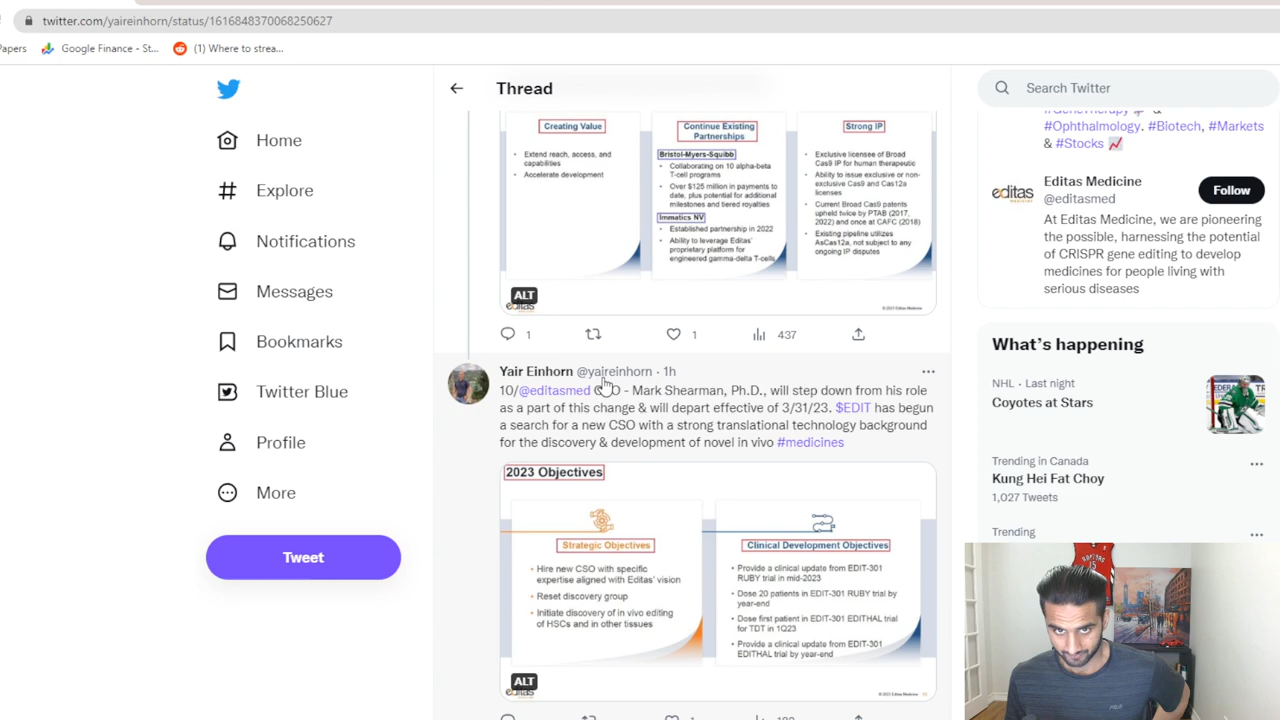 twitter.com/yaireinhorn/status/1616848370068250627
Papers
Google Finance - St...
(1) Where to strea...
Home
Explore
Notifications
Messages
Bookmarks
Twitter Blue
Profile
More
Tweet
Thread
Creating Value
Extend reach, access, and
capabilities
Accelerate development
Continue Existing
Partnerships
Bristol-Myers-Squibb
Collaborating on 10 alpha-beta
T-cell programs
Over $125 million in payments to
date, plus potential for additional
milestones and tiered royalties
Immatics NV
Established partnership in 2022
Ability to leverage Editas'
proprietary platform for
engineered gamma-delta T-cells
Strong IP
Exclusive licensee of Broad
Cas9 IP for human therapeutic
Ability to issue exclusive or non-
exclusive Cas9 and Cas12a
licenses
Current Broad Cas9 patents
upheld twice by PTAB (2017,
2022) and once at CAFC (2018)
Existing pipeline utilizes
AsCas12a, not subject to any
ongoing IP disputes
ALT
editas
© 2023 Editas Medicine
1
1
437
Yair Einhorn @yaireinhorn · 1h
10/@editasmed - Mark Shearman, Ph.D., will step down from his role
as a part of this change & will depart effective of 3/31/23. $EDIT has begun
a search for a new CSO with a strong translational technology background
for the discovery & development of novel in vivo #medicines
2023 Objectives
Strategic Objectives
Hire new CSO with specific
expertise aligned with Editas' vision
Reset discovery group
Initiate discovery of in vivo editing
of HSCs and in other tissues
Clinical Development Objectives
Provide a clinical update from EDIT-301
RUBY trial in mid-2023
Dose 20 patients in EDIT-301 RUBY trial by
year-end
Dose first patient in EDIT-301 EDITHAL trial
for TDT in 1Q23
Provide a clinical update from EDIT-301
EDITHAL trial by year-end
ALT
editas
© 2023 Editas Medicine
Search Twitter
#Ophthalmology. #Biotech, #Markets
& #Stocks
editas
MEDICINE
Editas Medicine
@editasmed
Follow
At Editas Medicine, we are pioneering
the possible, harnessing the potential
of CRISPR gene editing to develop
medicines for people living with
serious diseases
What's happening
NHL · Last night
Coyotes at Stars
Trending in Canada
Kung Hei Fat Choy
1,027 Tweets
Trending